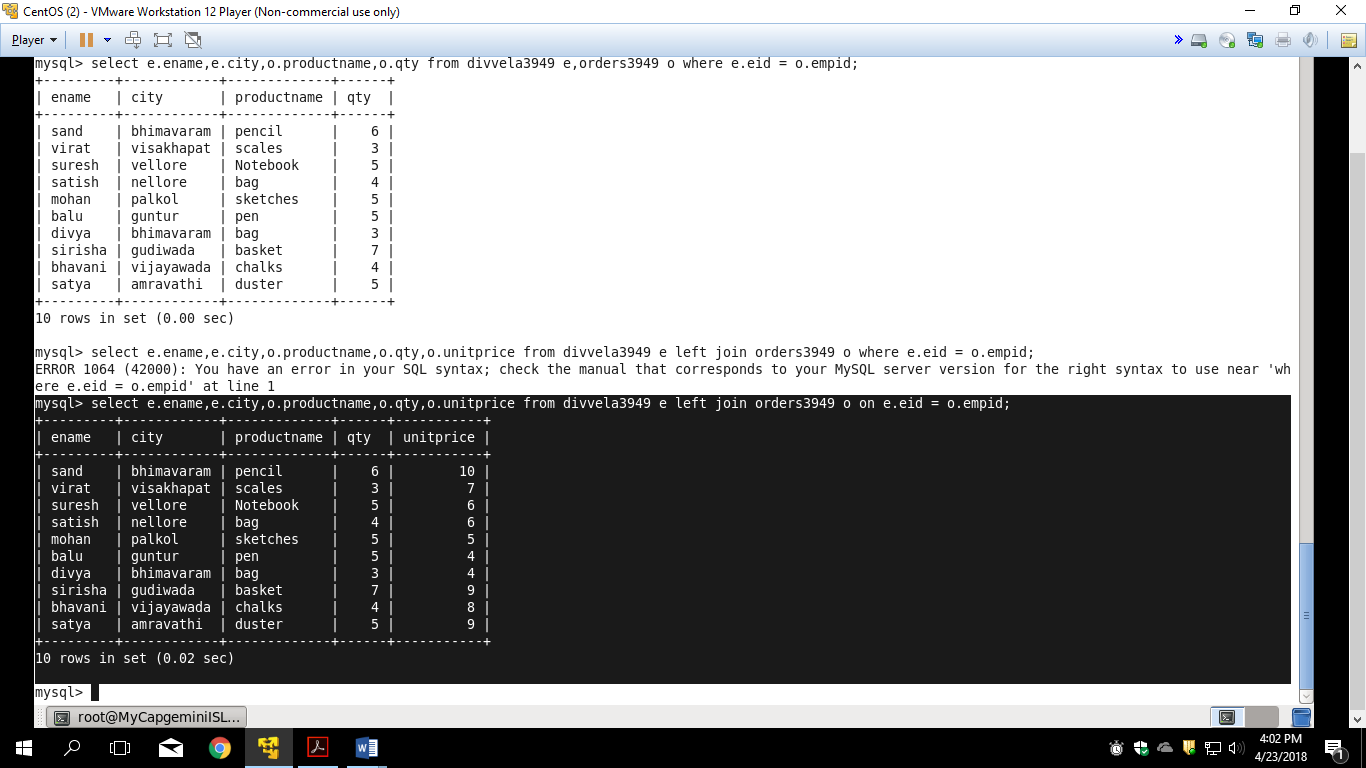 CentOS (2) - VMware Workstation 12 Player (Non-commercial use only)
Player
mysql> select e.ename,e.city,o.productname,o.qty from divvela3949 e,orders3949 o where e.eid = o.empid;
+---------+------------+-------------+------+
| ename   | city       | productname | qty  |
+---------+------------+-------------+------+
| sand    | bhimavaram | pencil      |    6 |
| virat   | visakhapat | scales      |    3 |
| suresh  | vellore    | Notebook    |    5 |
| satish  | nellore    | bag         |    4 |
| mohan   | palkol     | sketches    |    5 |
| balu    | guntur     | pen         |    5 |
| divya   | bhimavaram | bag         |    3 |
| sirisha | gudiwada   | basket      |    7 |
| bhavani | vijayawada | chalks      |    4 |
| satya   | amravathi  | duster      |    5 |
+---------+------------+-------------+------+
10 rows in set (0.00 sec)
mysql> select e.ename,e.city,o.productname,o.qty,o.unitprice from divvela3949 e left join orders3949 o where e.eid = o.empid;
ERROR 1064 (42000): You have an error in your SQL syntax; check the manual that corresponds to your MySQL server version for the right syntax to use near 'wh
ere e.eid = o.empid' at line 1
mysql> select e.ename,e.city,o.productname,o.qty,o.unitprice from divvela3949 e left join orders3949 o on e.eid = o.empid;
+---------+------------+-------------+------+-----------+
| ename   | city       | productname | qty  | unitprice |
+---------+------------+-------------+------+-----------+
| sand    | bhimavaram | pencil      |    6 |        10 |
| virat   | visakhapat | scales      |    3 |         7 |
| suresh  | vellore    | Notebook    |    5 |         6 |
| satish  | nellore    | bag         |    4 |         6 |
| mohan   | palkol     | sketches    |    5 |         5 |
| balu    | guntur     | pen         |    5 |         4 |
| divya   | bhimavaram | bag         |    3 |         4 |
| sirisha | gudiwada   | basket      |    7 |         9 |
| bhavani | vijayawada | chalks      |    4 |         8 |
| satya   | amravathi  | duster      |    5 |         9 |
+---------+------------+-------------+------+-----------+
10 rows in set (0.02 sec)
mysql>
root@MyCapgeminiISL...
4:02 PM
4/23/2018
1